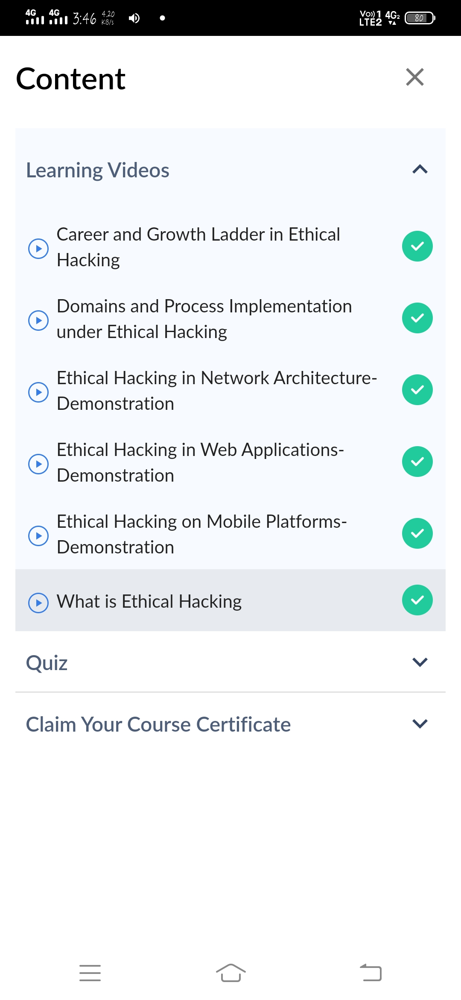 4G 4G 3:46 4.20 KB/s Vo)) 1 LTE2 4G2 80
Content
Learning Videos
Career and Growth Ladder in Ethical
Hacking
Domains and Process Implementation
under Ethical Hacking
Ethical Hacking in Network Architecture-
Demonstration
Ethical Hacking in Web Applications-
Demonstration
Ethical Hacking on Mobile Platforms-
Demonstration
What is Ethical Hacking
Quiz
Claim Your Course Certificate